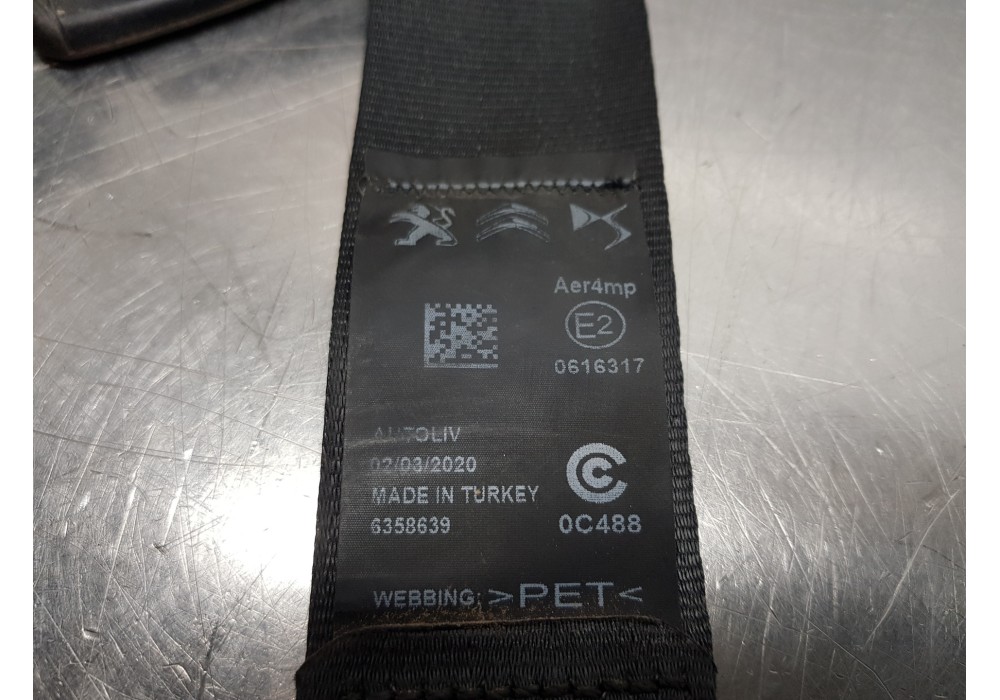 Aer4mp
E2
0616317
AUTOLIV
02/03/2020
MADE IN TURKEY
6358639
0C488
WEBBING: >PET<